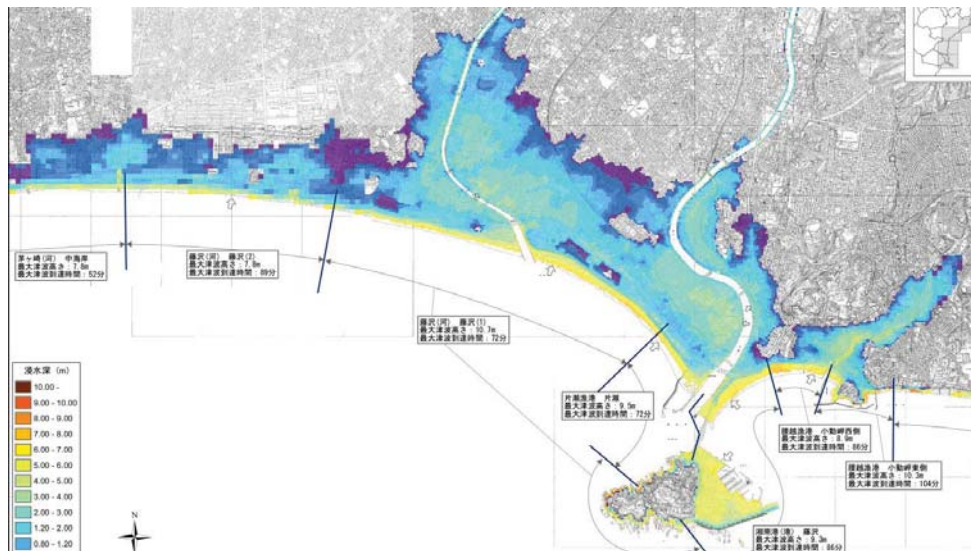 茅ヶ崎(河) 中海岸
最大津波高さ：7.8m
最大津波到達時間：52分
藤沢(河) 藤沢(2)
最大津波高さ：7.8m
最大津波到達時間：89分
藤沢(河) 藤沢(1)
最大津波高さ：10.7m
最大津波到達時間：72分
片瀬漁港 片瀬
最大津波高さ：9.5m
最大津波到達時間：72分
腰越漁港 小動岬西側
最大津波高さ：8.9m
最大津波到達時間：86分
腰越漁港 小動岬東側
最大津波高さ：10.3m
最大津波到達時間：104分
湘南港(港) 藤沢
最大津波高さ：9.3m
最大津波到達時間：86分
浸水深 (m)
10.00 -
9.00 - 10.00
8.00 - 9.00
7.00 - 8.00
6.00 - 7.00
5.00 - 6.00
4.00 - 5.00
3.00 - 4.00
2.00 - 3.00
1.20 - 2.00
0.80 - 1.20
N